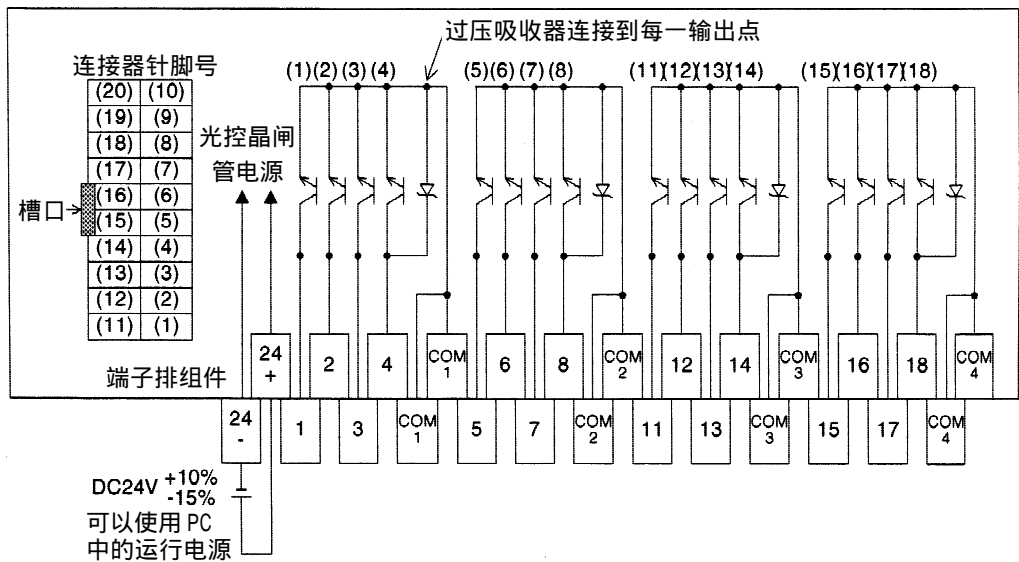 过压吸收器连接到每一输出点
连接器针脚号
(1)(2)(3)(4)
(5)(6)(7)(8)
(11)(12)(13)(14)
(15)(16)(17)(18)
(20) (10)
(19) (9)
(18) (8)
(17) (7)
(16) (6)
(15) (5)
(14) (4)
(13) (3)
(12) (2)
(11) (1)
槽口
光控晶闸
管电源
端子排组件
24 + 2 4 COM 1 6 8 COM 2 12 14 COM 3 16 18 COM 4
24 - 1 3 COM 1 5 7 COM 2 11 13 COM 3 15 17 COM 4
DC24V +10%
-15%
可以使用 PC
中的运行电源